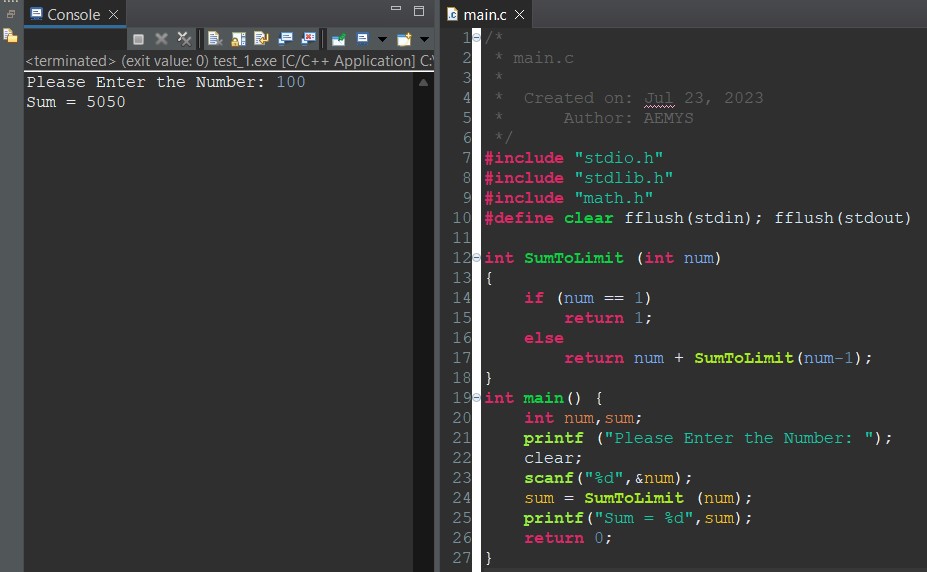 Console
<terminated> (exit value: 0) test_1.exe [C/C++ Application] C:\
Please Enter the Number: 100
Sum = 5050
main.c
1 /*
2  * main.c
3  *
4  *  Created on: Jul 23, 2023
5  *      Author: AEMYS
6  */
7 #include "stdio.h"
8 #include "stdlib.h"
9 #include "math.h"
10 #define clear fflush(stdin); fflush(stdout)
11
12 int SumToLimit (int num)
13 {
14     if (num == 1)
15         return 1;
16     else
17         return num + SumToLimit(num-1);
18 }
19 int main() {
20     int num,sum;
21     printf ("Please Enter the Number: ");
22     clear;
23     scanf("%d",&num);
24     sum = SumToLimit (num);
25     printf("Sum = %d",sum);
26     return 0;
27 }